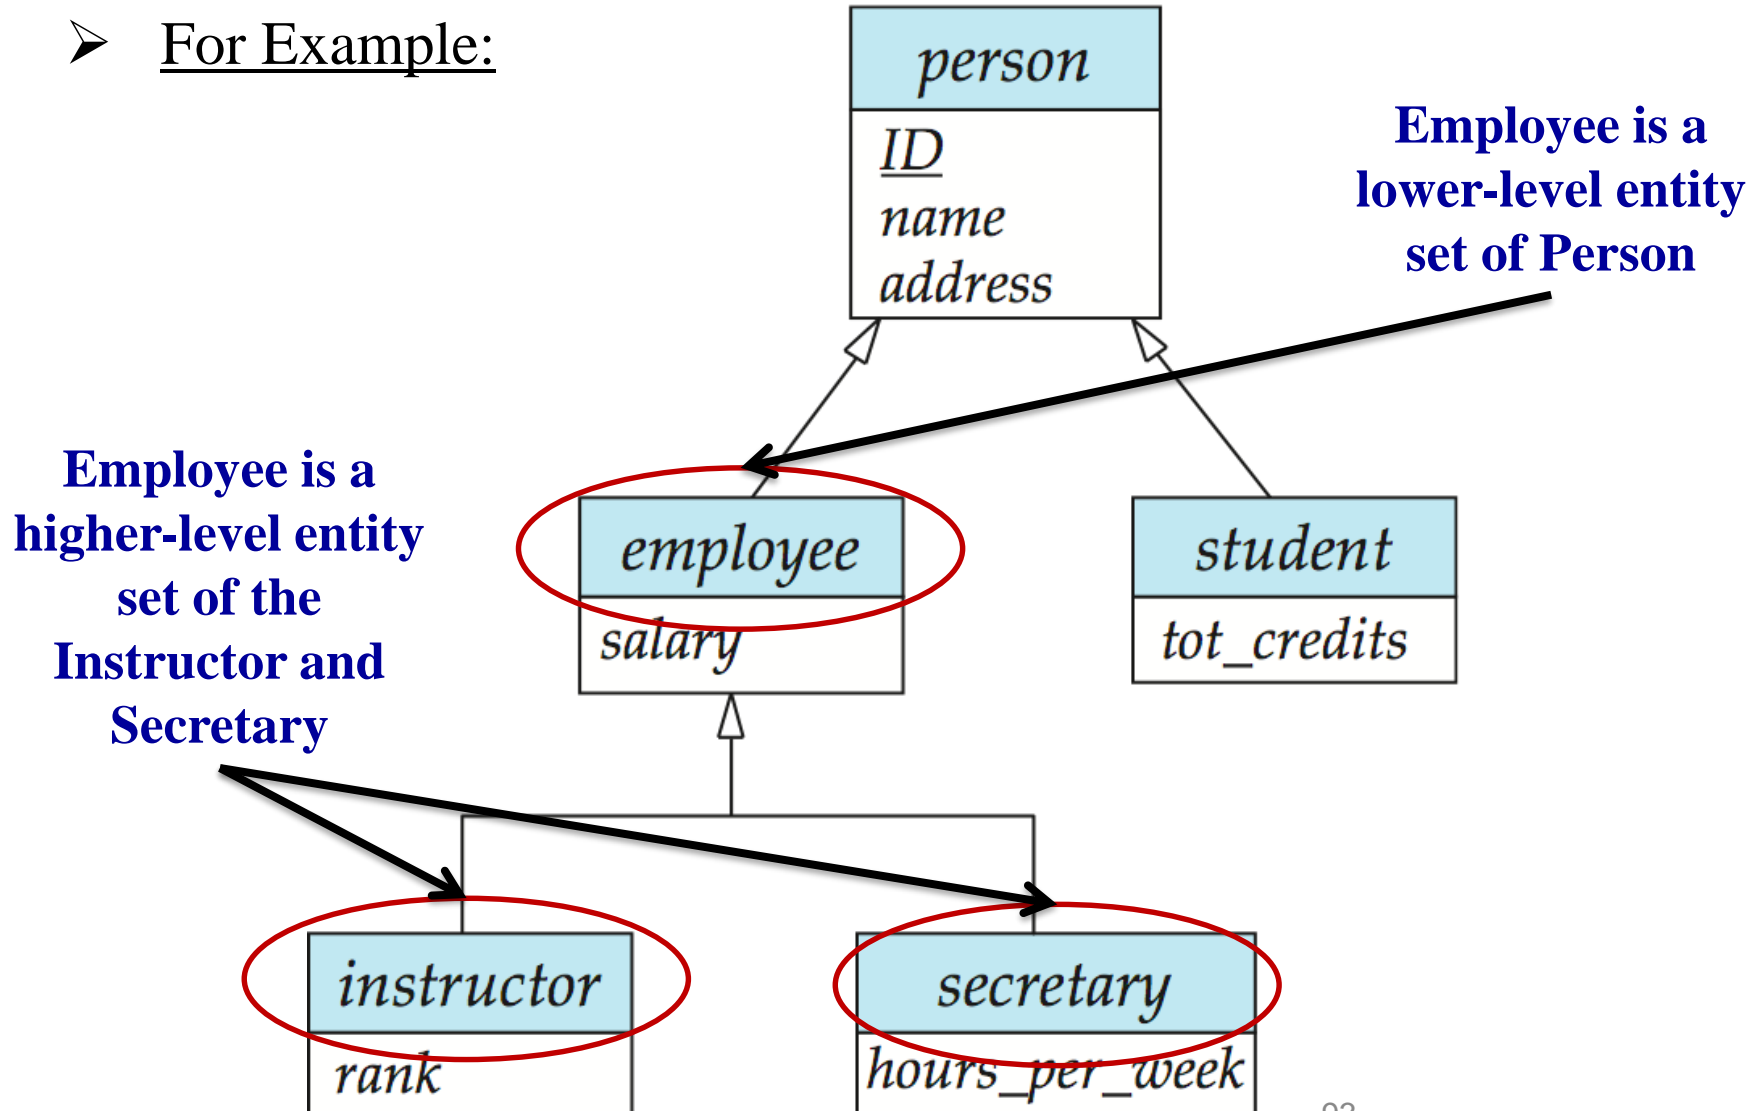 ➢ For Example:
person
ID
name
address
Employee is a
lower-level entity
set of Person
Employee is a
higher-level entity
set of the
Instructor and
Secretary
employee
salary
student
tot_credits
instructor
rank
secretary
hours_per_week